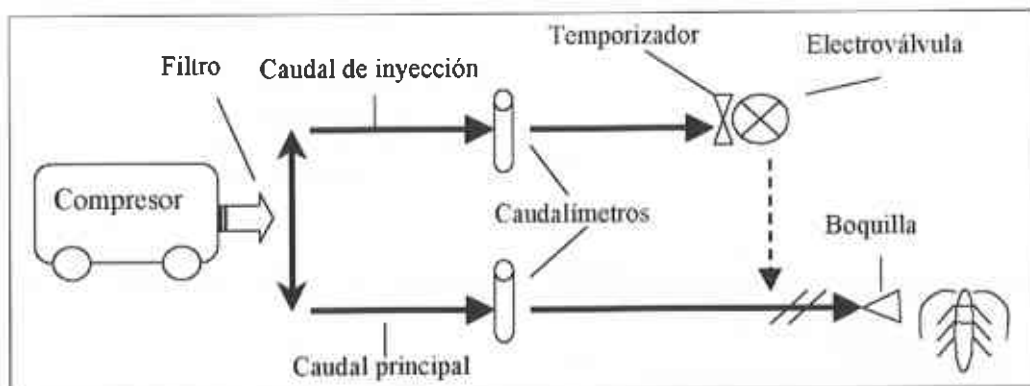 Temporizador
Electroválvula
Filtro
Caudal de inyección
Compresor
Caudalímetros
Boquilla
Caudal principal